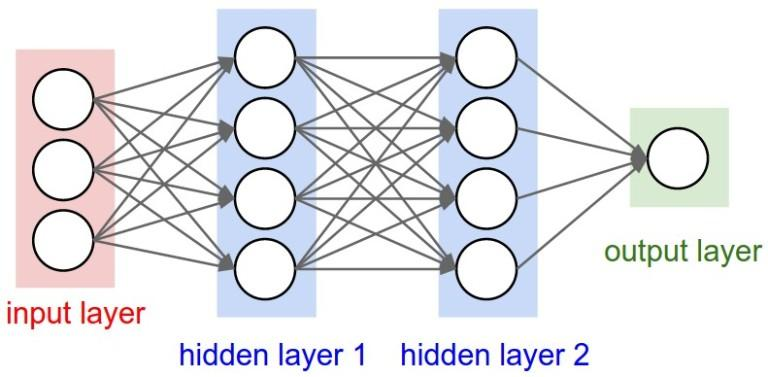 input layer
hidden layer 1
hidden layer 2
output layer